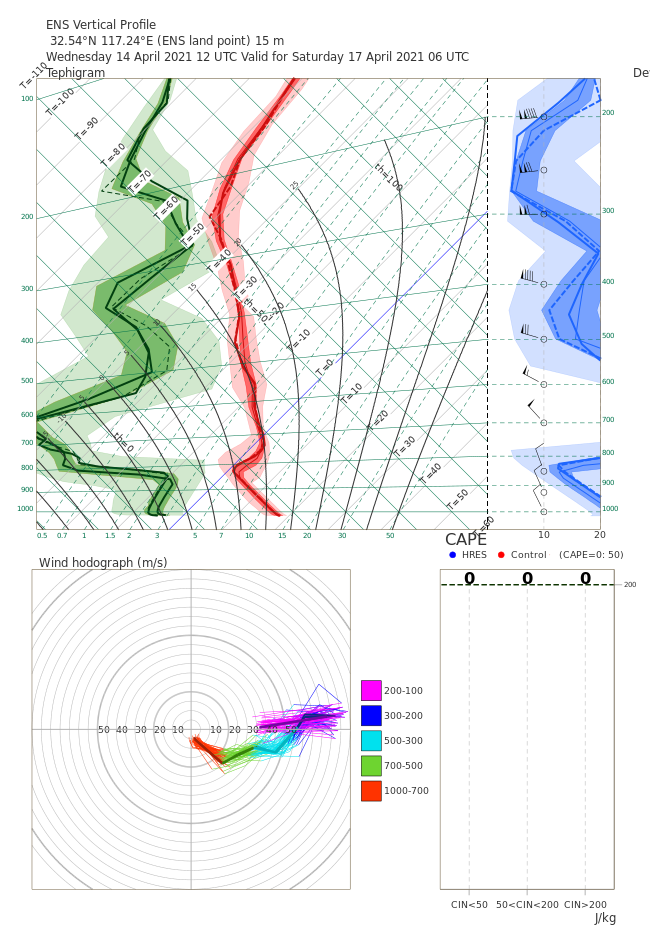 ENS Vertical Profile
32.54°N 117.24°E (ENS land point) 15 m
Wednesday 14 April 2021 12 UTC Valid for Saturday 17 April 2021 06 UTC
Tephigram
De
T=-110
T=-100
T=-90
T=-80
T=-70
T=-60
T=-50
T=-40
T=-30
T=-20
T=-10
T=0
T=10
T=20
T=30
T=40
T=50
T=60
th=0
th=50
th=100
25
20
15
100
200
300
400
500
600
700
800
900
1000
200
300
400
500
600
700
800
900
1000
0.5 0.7 1 1.5 2 3 5 7 10 15 20 30 50
10 20
CAPE
HRES Control (CAPE=0: 50)
Wind hodograph (m/s)
50 40 30 20 10 10 20 30 40 50
200-100
300-200
500-300
700-500
1000-700
0 0 0
200
CIN<50 50<CIN<200 CIN>200
J/kg